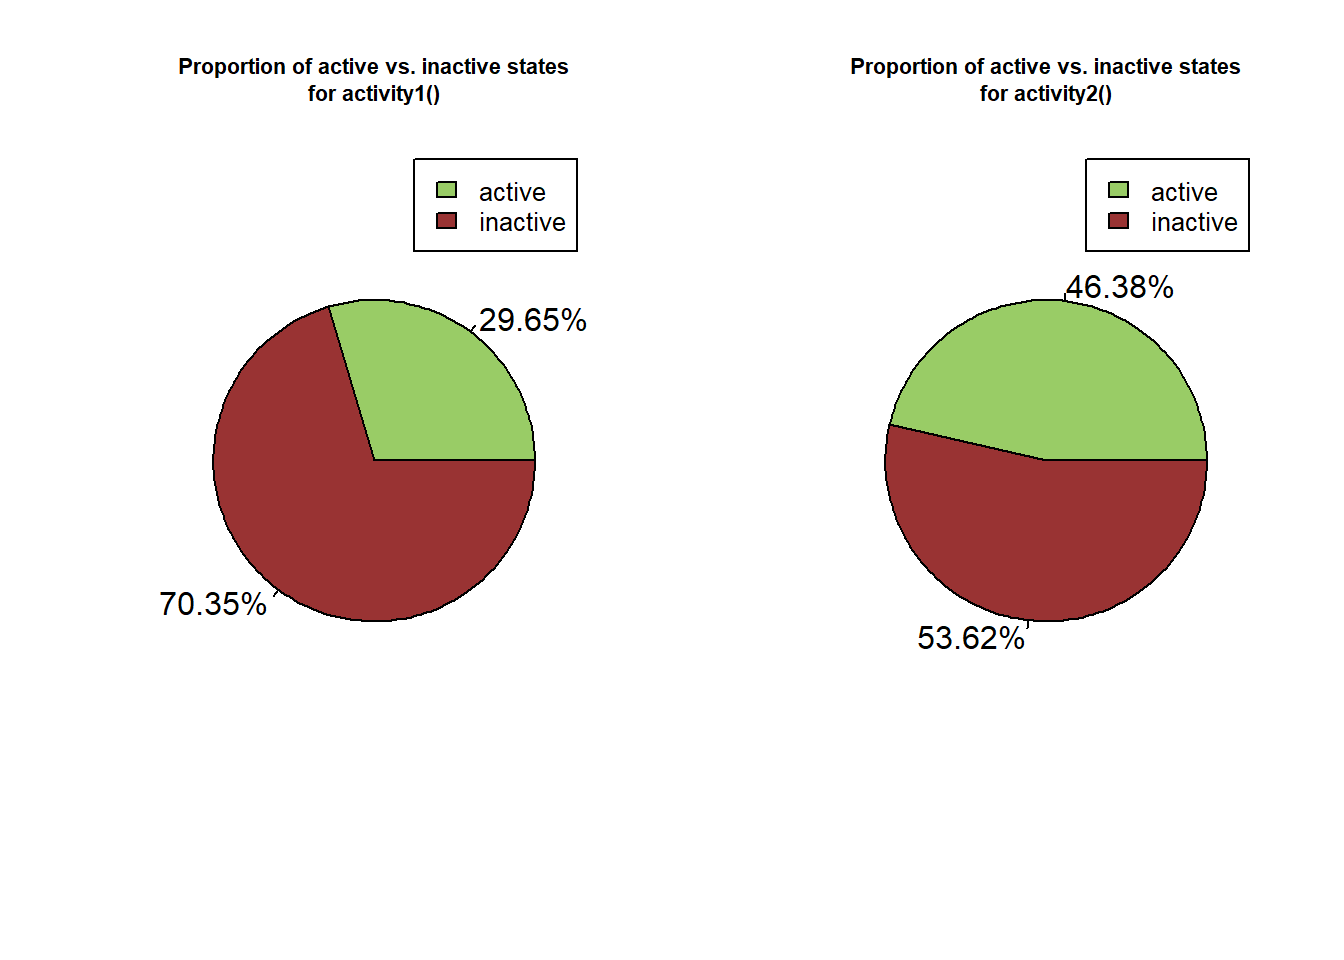 Proportion of active vs. inactive states
for activity1()
active
inactive
29.65%
70.35%
Proportion of active vs. inactive states
for activity2()
active
inactive
46.38%
53.62%